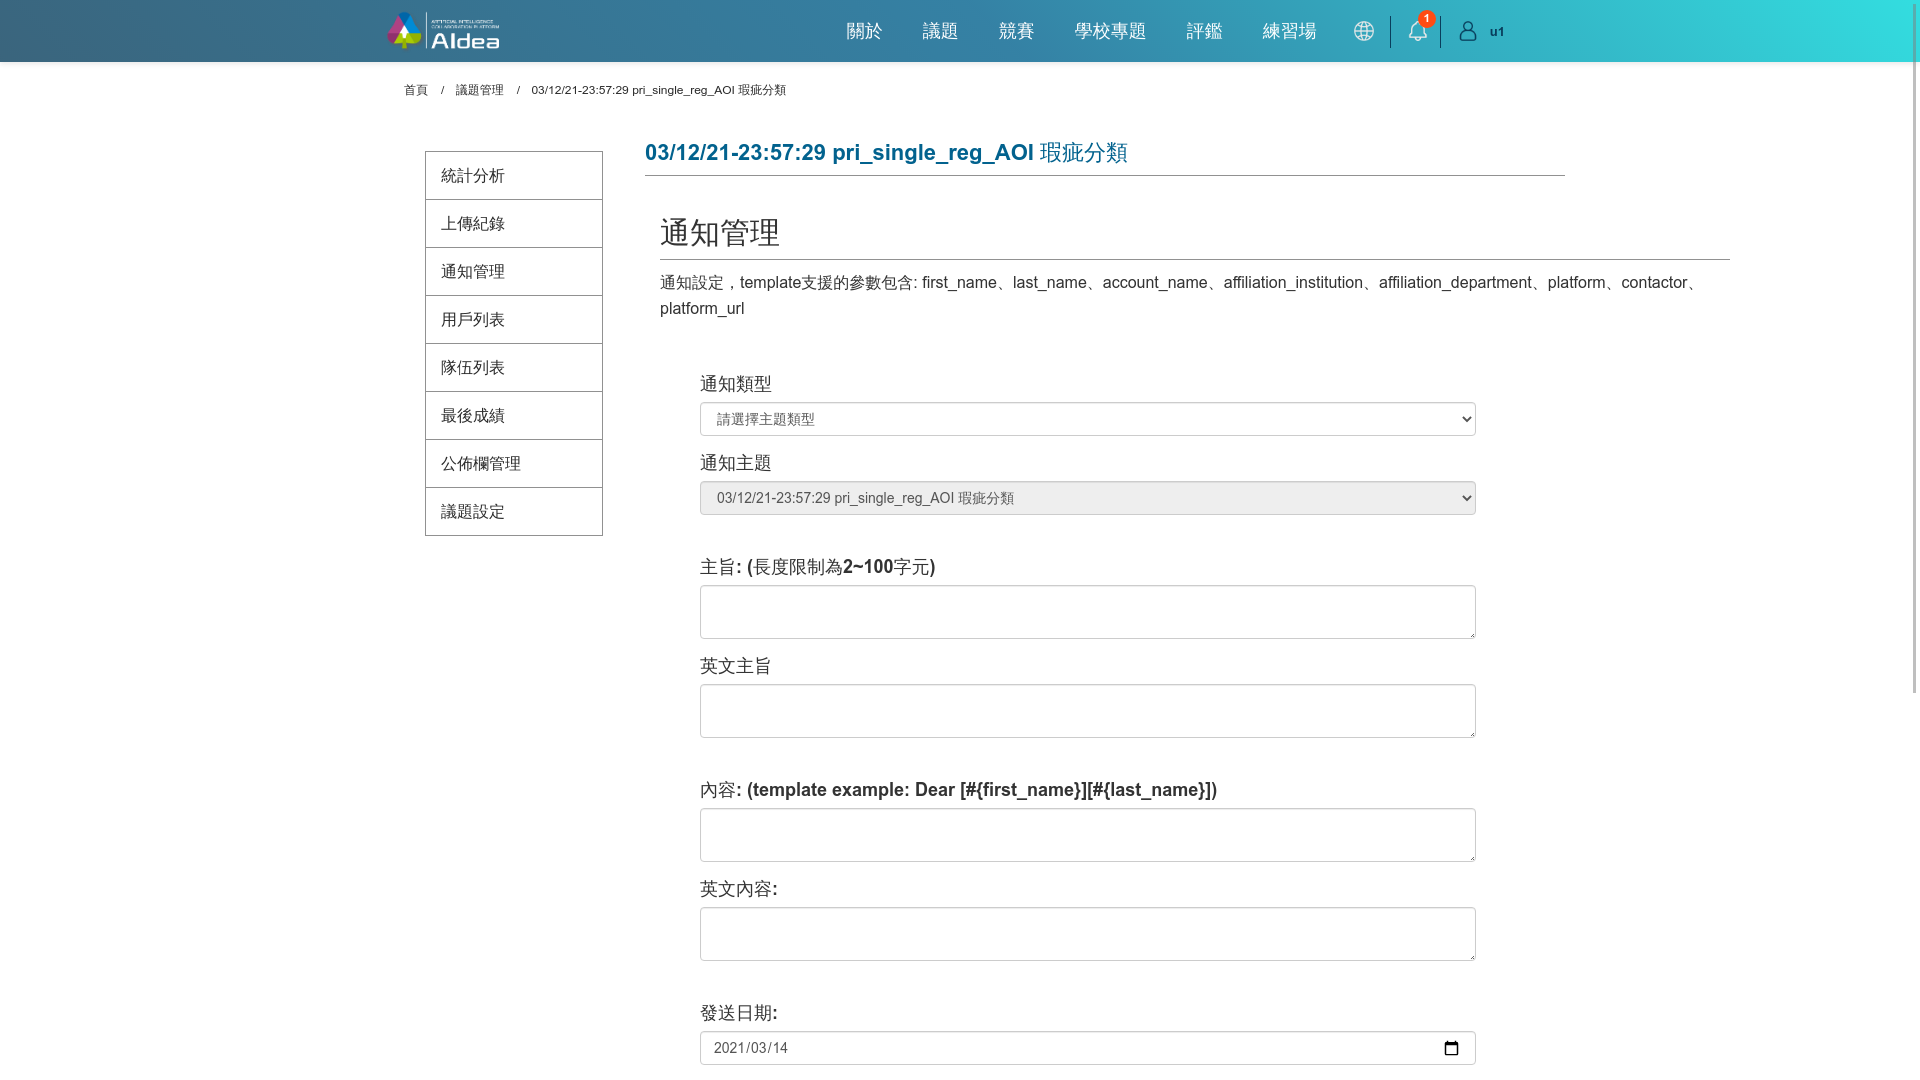 ARTIFICIAL INTELLIGENCE
COLLABORATION PLATFORM
AIdea
關於
議題
競賽
學校專題
評鑑
練習場
1
u1
首頁 / 議題管理 / 03/12/21-23:57:29 pri_single_reg_AOI 瑕疵分類
統計分析
上傳紀錄
通知管理
用戶列表
隊伍列表
最後成績
公佈欄管理
議題設定
03/12/21-23:57:29 pri_single_reg_AOI 瑕疵分類
通知管理
通知設定，template支援的參數包含: first_name、last_name、account_name、affiliation_institution、affiliation_department、platform、contactor、
platform_url
通知類型
請選擇主題類型
通知主題
03/12/21-23:57:29 pri_single_reg_AOI 瑕疵分類
主旨: (長度限制為2~100字元)
英文主旨
內容: (template example: Dear [#{first_name}][#{last_name}])
英文內容:
發送日期:
2021/03/14